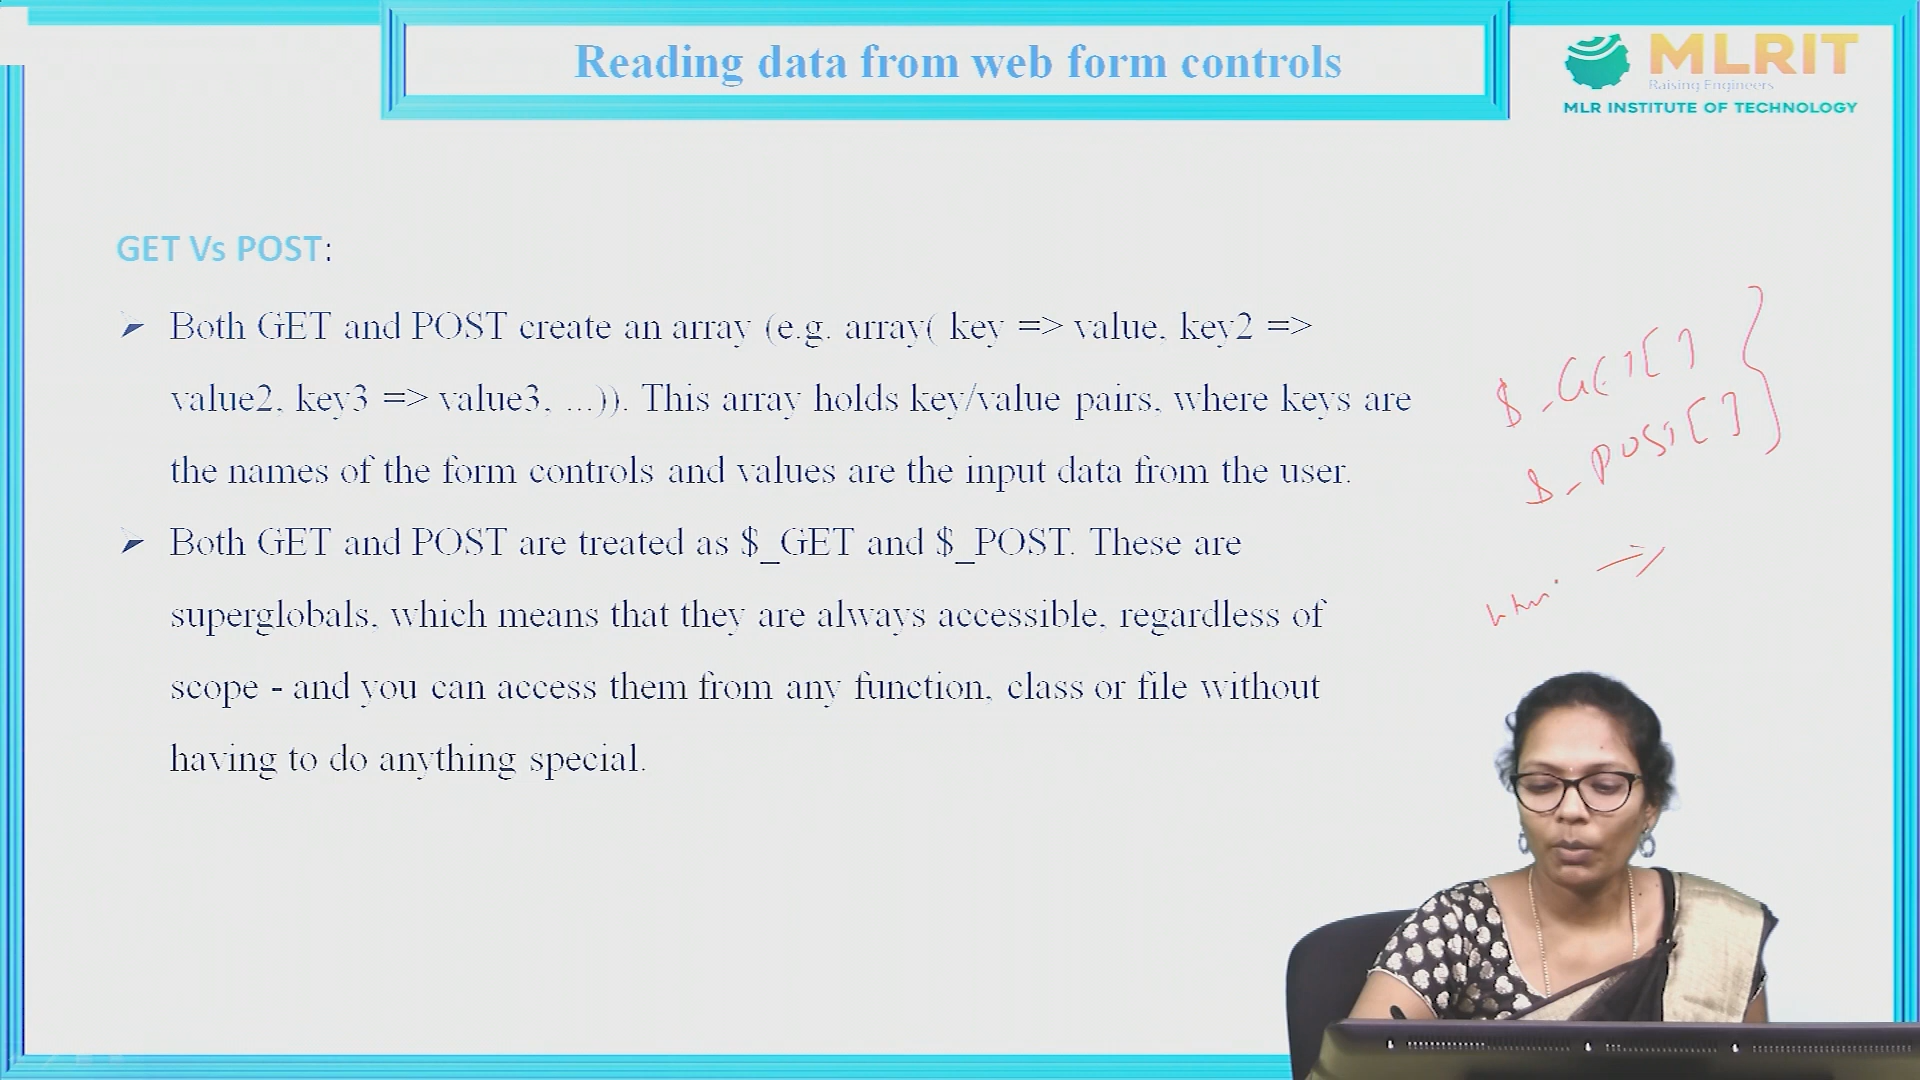 Reading data from web form controls
MLRIT
Raising Engineers
MLR INSTITUTE OF TECHNOLOGY
GET Vs POST:
Both GET and POST create an array (e.g. array( key => value, key2 =>
value2, key3 => value3, ...)). This array holds key/value pairs, where keys are
the names of the form controls and values are the input data from the user.
Both GET and POST are treated as $_GET and $_POST. These are
superglobals, which means that they are always accessible, regardless of
scope - and you can access them from any function, class or file without
having to do anything special.
$_GET[]
$_POST[]